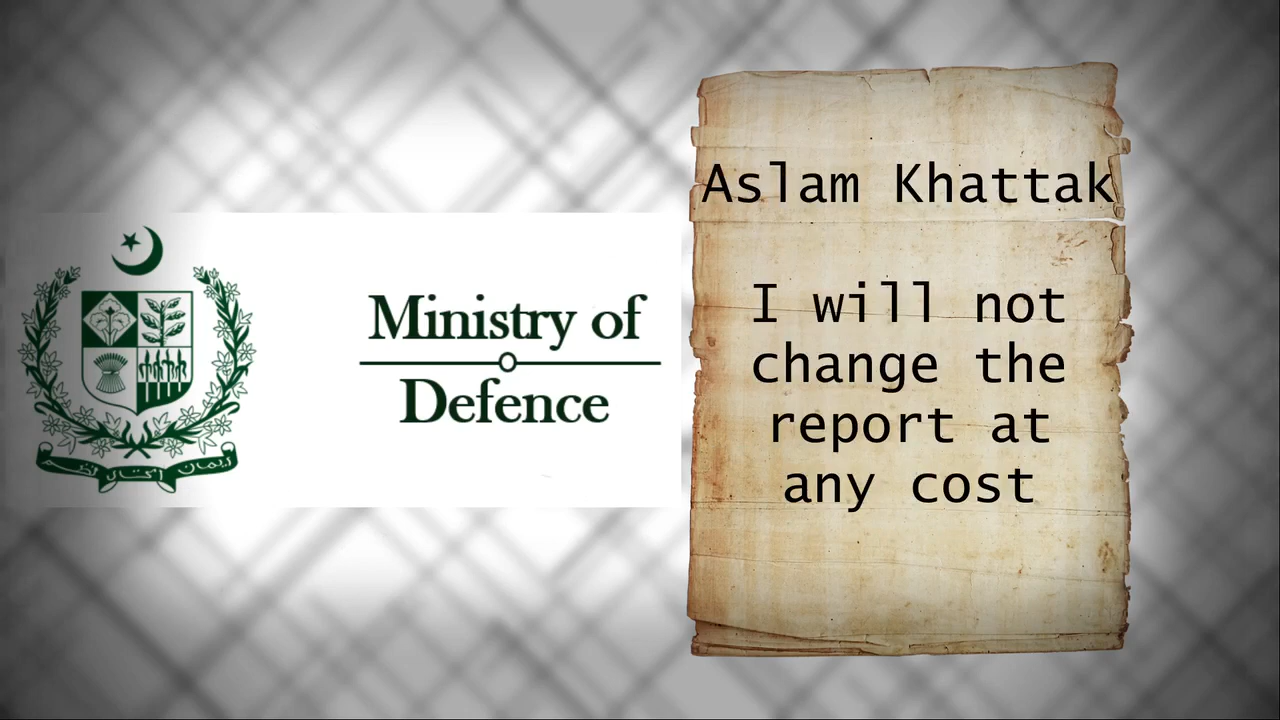 Ministry of
Defence
Aslam Khattak
I will not
change the
report at
any cost